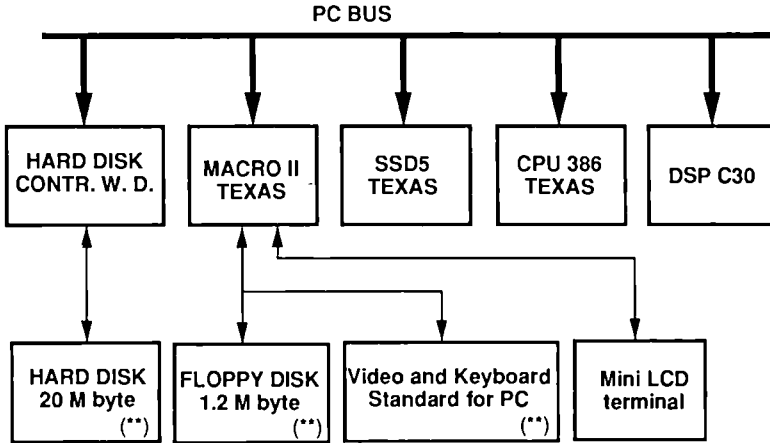 PC BUS
HARD DISK
CONTR. W. D.
MACRO II
TEXAS
SSD5
TEXAS
CPU 386
TEXAS
DSP C30
HARD DISK
20 M byte
(**)
FLOPPY DISK
1.2 M byte
(**)
Video and Keyboard
Standard for PC
(**)
Mini LCD
terminal